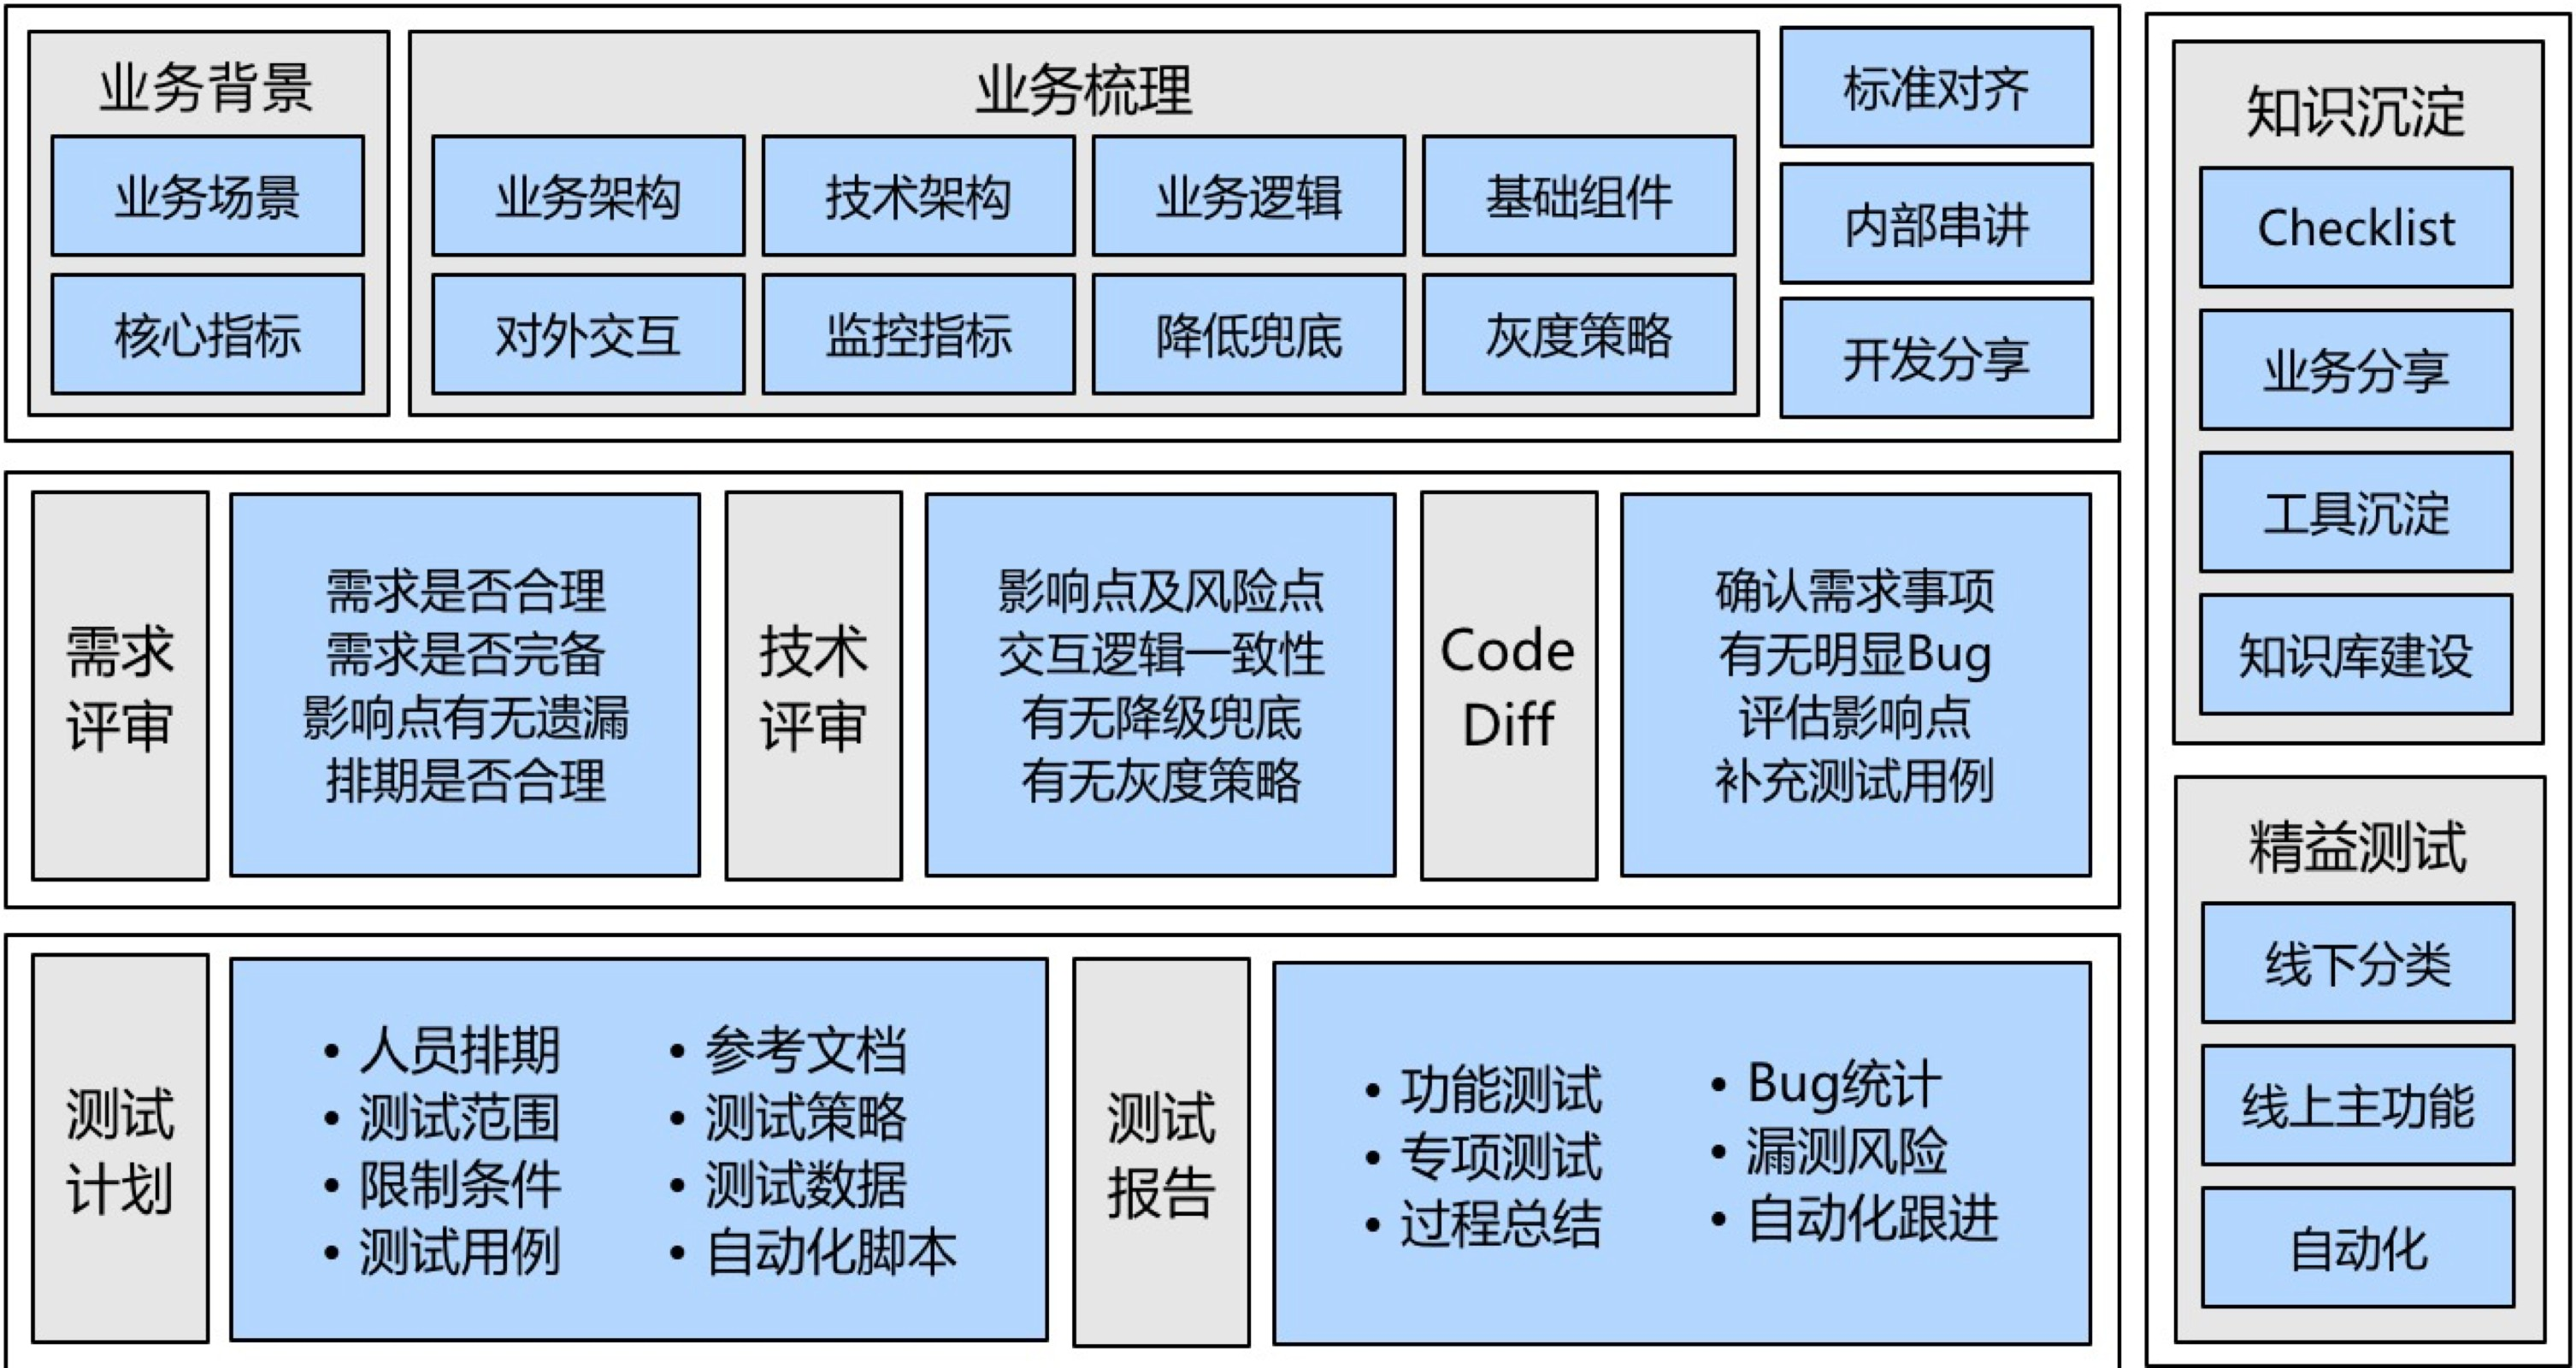 业务背景
业务场景
核心指标
业务梳理
业务架构
技术架构
业务逻辑
基础组件
对外交互
监控指标
降低兜底
灰度策略
标准对齐
内部串讲
开发分享
需求
评审
需求是否合理
需求是否完备
影响点有无遗漏
排期是否合理
技术
评审
影响点及风险点
交互逻辑一致性
有无降级兜底
有无灰度策略
Code
Diff
确认需求事项
有无明显Bug
评估影响点
补充测试用例
测试
计划
• 人员排期
• 测试范围
• 限制条件
• 测试用例
• 参考文档
• 测试策略
• 测试数据
• 自动化脚本
测试
报告
• 功能测试
• 专项测试
• 过程总结
• Bug统计
• 漏测风险
• 自动化跟进
知识沉淀
Checklist
业务分享
工具沉淀
知识库建设
精益测试
线下分类
线上主功能
自动化